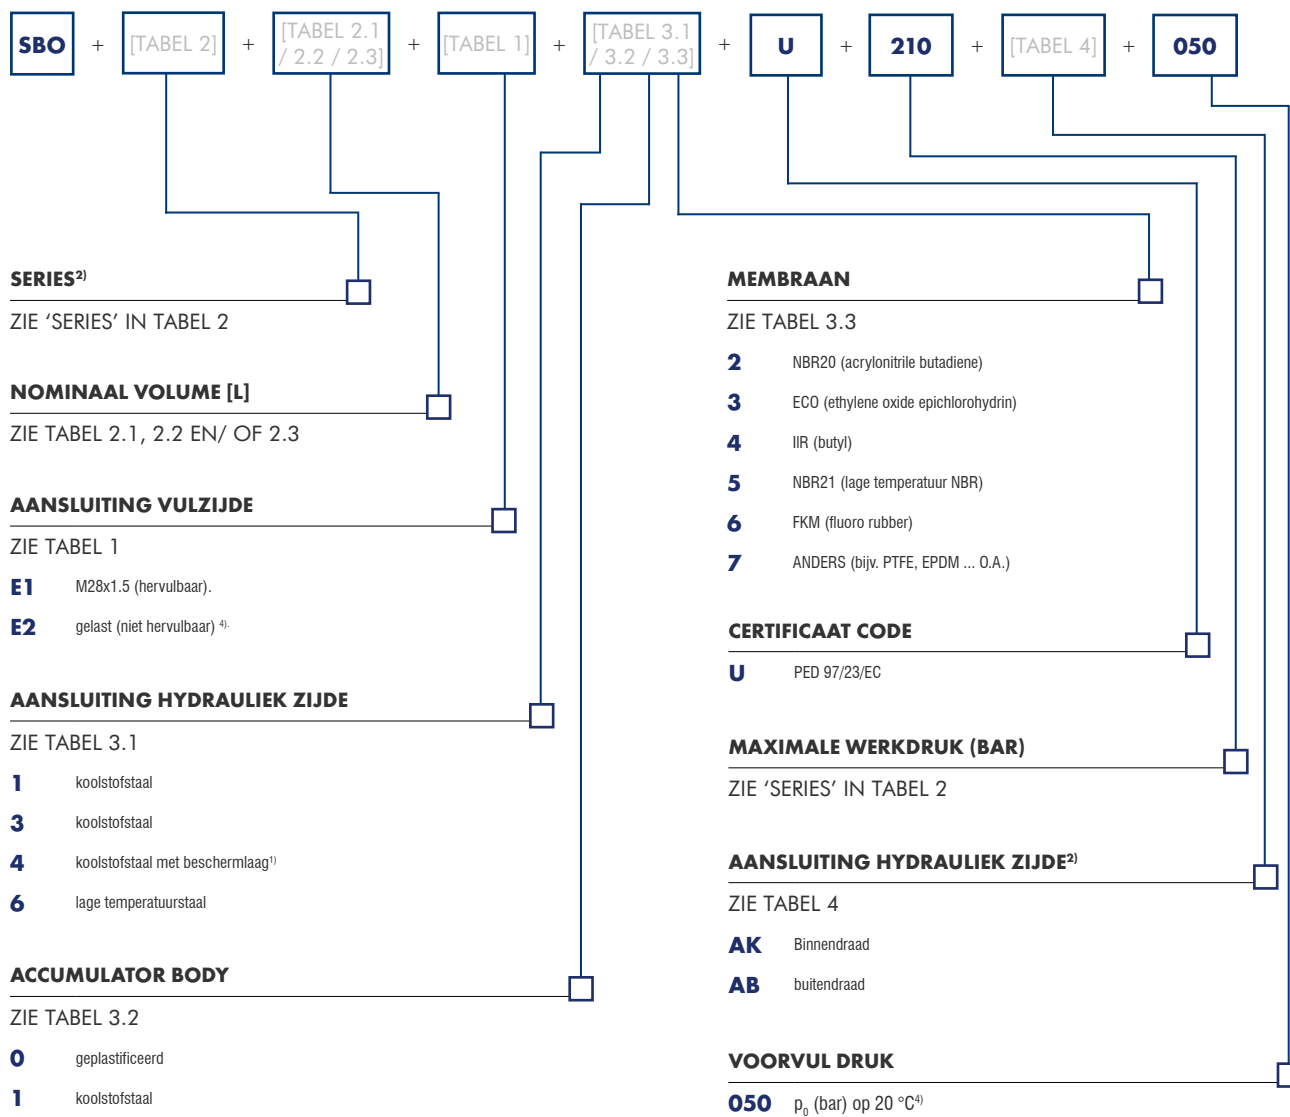 SBO + [TABEL 2] + [TABEL 2.1 / 2.2 / 2.3] + [TABEL 1] + [TABEL 3.1 / 3.2 / 3.3] + U + 210 + [TABEL 4] + 050
SERIES2)
ZIE ‘SERIES’ IN TABEL 2
NOMINAAL VOLUME [L]
ZIE TABEL 2.1, 2.2 EN/ OF 2.3
AANSLUITING VULZIJDE
ZIE TABEL 1
E1 M28x1.5 (hervulbaar).
E2 gelast (niet hervulbaar) 4).
AANSLUITING HYDRAULIEK ZIJDE
ZIE TABEL 3.1
1 koolstofstaal
3 koolstofstaal
4 koolstofstaal met beschermlaag1)
6 lage temperatuurstaal
ACCUMULATOR BODY
ZIE TABEL 3.2
0 geplastificeerd
1 koolstofstaal
MEMBRAAN
ZIE TABEL 3.3
2 NBR20 (acrylonitrile butadiene)
3 ECO (ethylene oxide epichlorohydrin)
4 IIR (butyl)
5 NBR21 (lage temperatuur NBR)
6 FKM (fluoro rubber)
7 ANDERS (bijv. PTFE, EPDM ... O.A.)
CERTIFICAAT CODE
U PED 97/23/EC
MAXIMALE WERKDRUK (BAR)
ZIE ‘SERIES’ IN TABEL 2
AANSLUITING HYDRAULIEK ZIJDE2)
ZIE TABEL 4
AK Binnendraad
AB buitendraad
VOORVUL DRUK
050 p0 (bar) op 20 °C4)